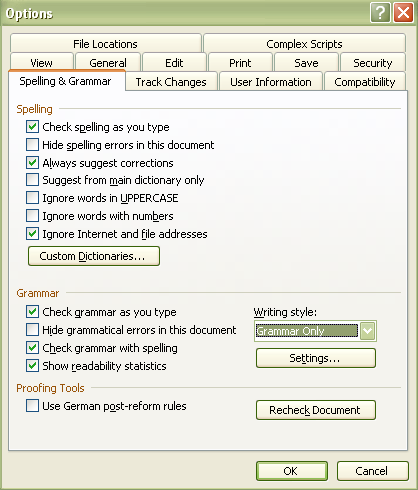 Options
File Locations Complex Scripts
View General Edit Print Save Security
Spelling & Grammar Track Changes User Information Compatibility
Spelling
Check spelling as you type
Hide spelling errors in this document
Always suggest corrections
Suggest from main dictionary only
Ignore words in UPPERCASE
Ignore words with numbers
Ignore Internet and file addresses
Custom Dictionaries...
Grammar
Check grammar as you type Writing style:
Hide grammatical errors in this document Grammar Only
Check grammar with spelling Settings...
Show readability statistics
Proofing Tools
Use German post-reform rules Recheck Document
OK Cancel